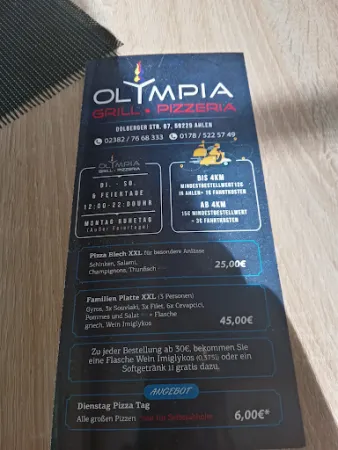 OLYMPIA
GRILL • PIZZERIA
DOLBERGER STR. 67, 59229 AHLEN
02382 / 76 68 333 0178 / 522 57 49
OLYMPIA
GRILL - PIZZERIA
DI. - SO.
& FEIERTAGE
12:00-22:00UHR
MONTAG RUHETAG
(Außer Feiertage)
BIS 4KM
MINDESTBESTELLWERT 12€
IN AHLEN+ 2€ FAHRTKOSTEN
AB 4KM
15€ MINDESTBESTELLWERT
+ 3€ FAHRTKOSTEN
Pizza Blech XXL für besondere Anlässe
Schinken, Salami,
Champignons, Thunfisch
25,00€
Familien Platte XXL (3 Personen)
Gyros, 3x Souvlaki, 3x Filet, 6x Cevapcici,
Pommes und Salat + Flasche
griech. Wein Imiglykos
45,00€
Zu jeder Bestellung ab 30€, bekommen Sie
eine Flasche Wein Imiglykos (0,375l) oder ein
Softgetränk 1l gratis dazu.
ANGEBOT
Dienstag Pizza Tag
Alle großen Pizzen
6,00€*